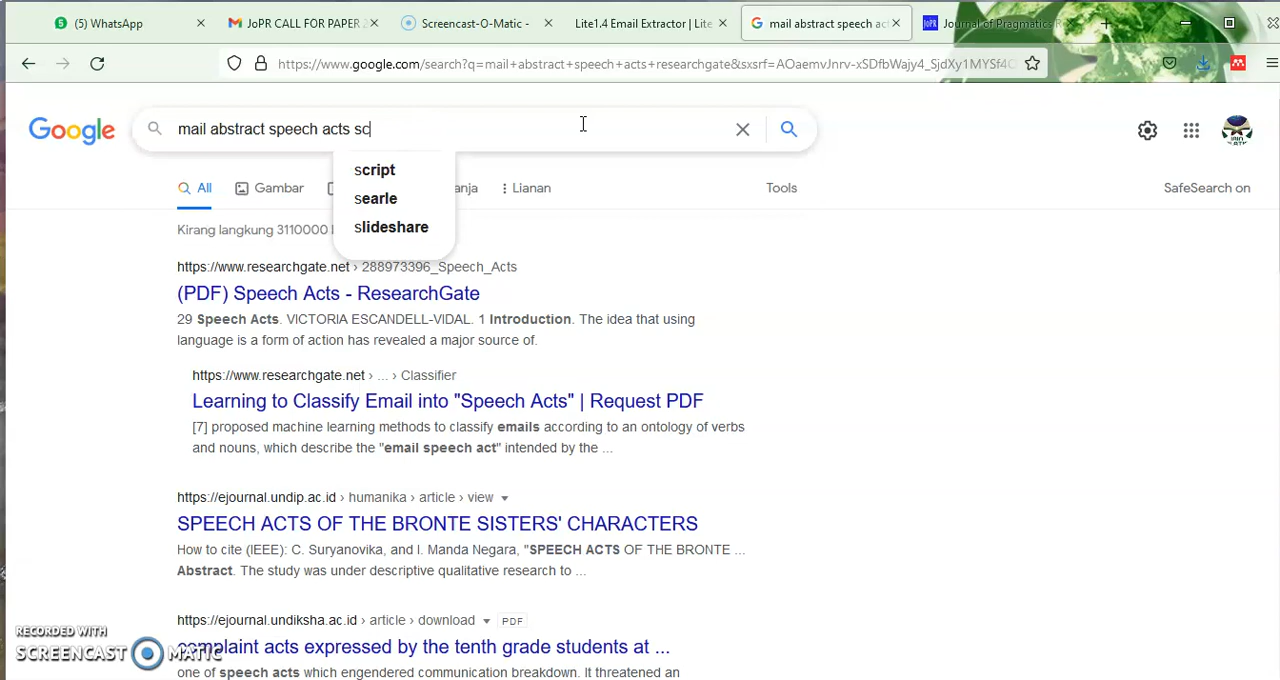 (5) WhatsApp
JoPR CALL FOR PAPER 2
Screencast-O-Matic -
Lite1.4 Email Extractor | Lite
mail abstract speech act
JoPR Journal of Pragmatics R
https://www.google.com/search?q=mail+abstract+speech+acts+researchgate&sxsrf=AOaemvJnrv-xSDfbWajy4_SjdXy1MYSf4C
Google
mail abstract speech acts sc
script
searle
slideshare
All
Gambar
anja
Lianan
Tools
SafeSearch on
Kirang langkung 3110000
https://www.researchgate.net › 288973396_Speech_Acts
(PDF) Speech Acts - ResearchGate
29 Speech Acts. VICTORIA ESCANDELL-VIDAL. 1 Introduction. The idea that using
language is a form of action has revealed a major source of.
https://www.researchgate.net › ... › Classifier
Learning to Classify Email into "Speech Acts" | Request PDF
[7] proposed machine learning methods to classify emails according to an ontology of verbs
and nouns, which describe the "email speech act" intended by the ...
https://ejournal.undip.ac.id › humanika › article › view
SPEECH ACTS OF THE BRONTE SISTERS' CHARACTERS
How to cite (IEEE): C. Suryanovika, and I. Manda Negara, "SPEECH ACTS OF THE BRONTE ...
Abstract. The study was under descriptive qualitative research to ...
https://ejournal.undiksha.ac.id › article › download PDF
complaint acts expressed by the tenth grade students at ...
one of speech acts which engendered communication breakdown. It threatened an
RECORDED WITH
SCREENCAST MATIC